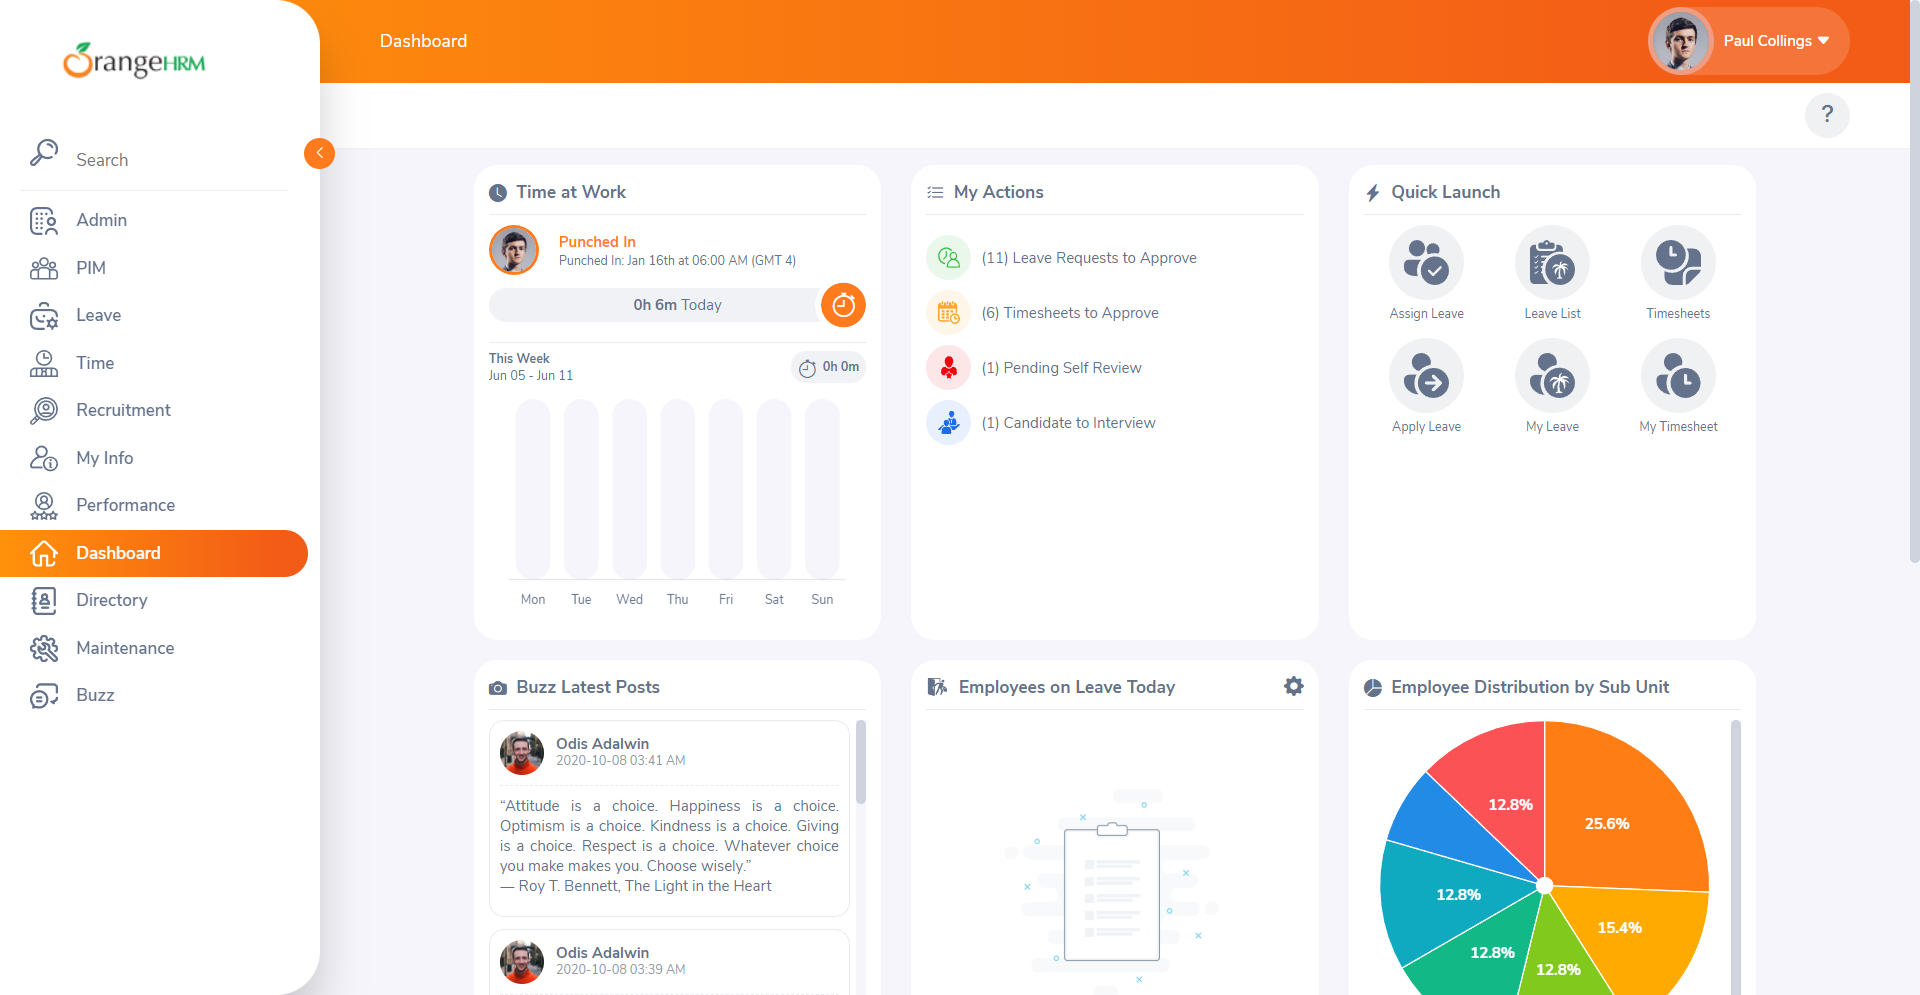 OrangeHRM
Search
Admin
PIM
Leave
Time
Recruitment
My Info
Performance
Dashboard
Directory
Maintenance
Buzz
Dashboard
Paul Collings
?
Time at Work
Punched In
Punched In: Jan 16th at 06:00 AM (GMT 4)
0h 6m Today
This Week
Jun 05 - Jun 11
0h 0m
Mon Tue Wed Thu Fri Sat Sun
My Actions
(11) Leave Requests to Approve
(6) Timesheets to Approve
(1) Pending Self Review
(1) Candidate to Interview
Quick Launch
Assign Leave Leave List Timesheets
Apply Leave My Leave My Timesheet
Buzz Latest Posts
Odis Adalwin
2020-10-08 03:41 AM
“Attitude is a choice. Happiness is a choice.
Optimism is a choice. Kindness is a choice. Giving
is a choice. Respect is a choice. Whatever choice
you make makes you. Choose wisely.”
― Roy T. Bennett, The Light in the Heart
Odis Adalwin
2020-10-08 03:39 AM
Employees on Leave Today
Employee Distribution by Sub Unit
12.8%
25.6%
12.8%
15.4%
12.8%
12.8%